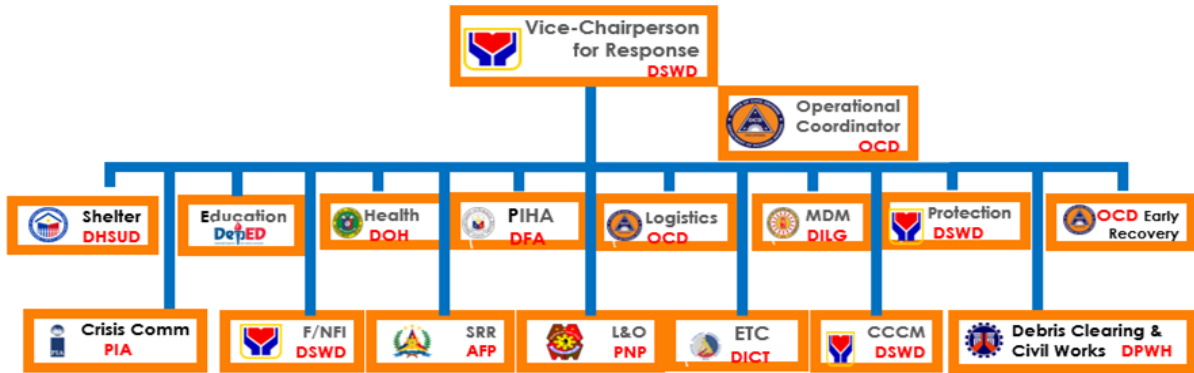 Vice-Chairperson
for Response
DSWD
Operational
Coordinator
OCD
Shelter
DHSUD
Education
DepED
Health
DOH
PIHA
DFA
Logistics
OCD
MDM
DILG
Protection
DSWD
OCD Early
Recovery
PIA
Crisis Comm
PIA
F/NFI
DSWD
SRR
AFP
L&O
PNP
ETC
DICT
CCCM
DSWD
Debris Clearing &
Civil Works DPWH